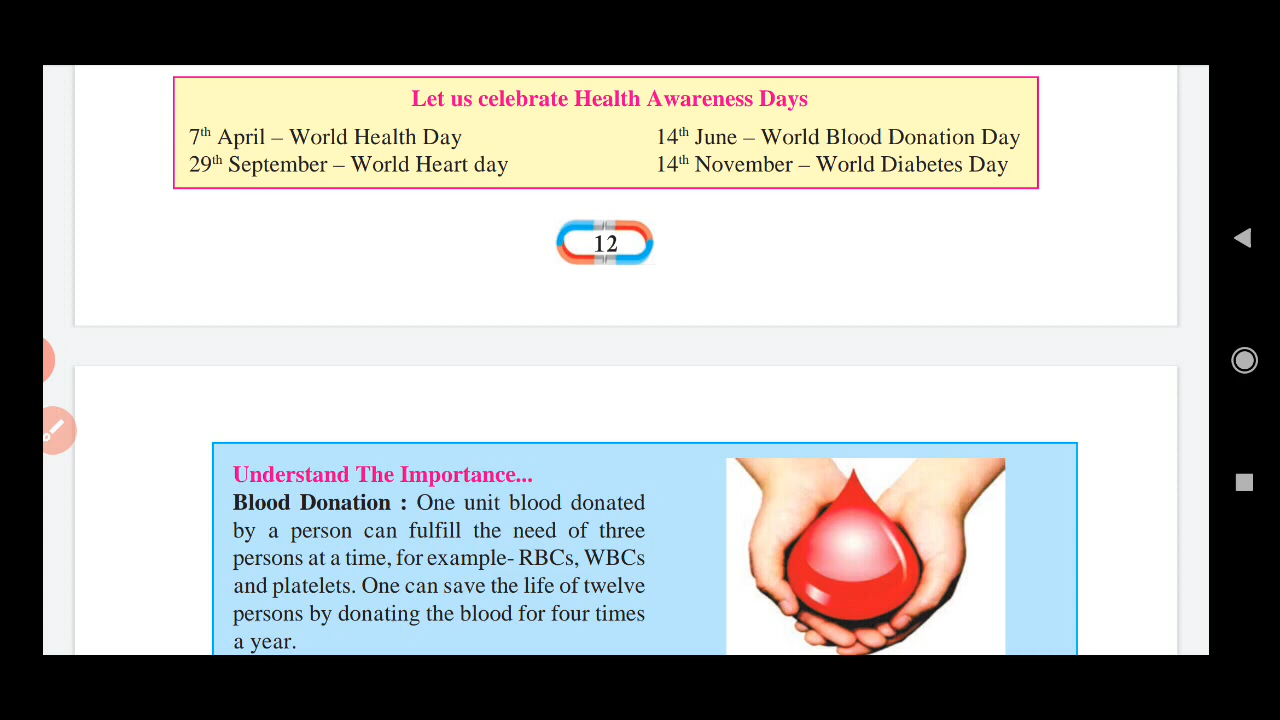 Let us celebrate Health Awareness Days
7th April – World Health Day
14th June – World Blood Donation Day
29th September – World Heart day
14th November – World Diabetes Day
12
Understand The Importance...
Blood Donation : One unit blood donated
by a person can fulfill the need of three
persons at a time, for example- RBCs, WBCs
and platelets. One can save the life of twelve
persons by donating the blood for four times
a year.